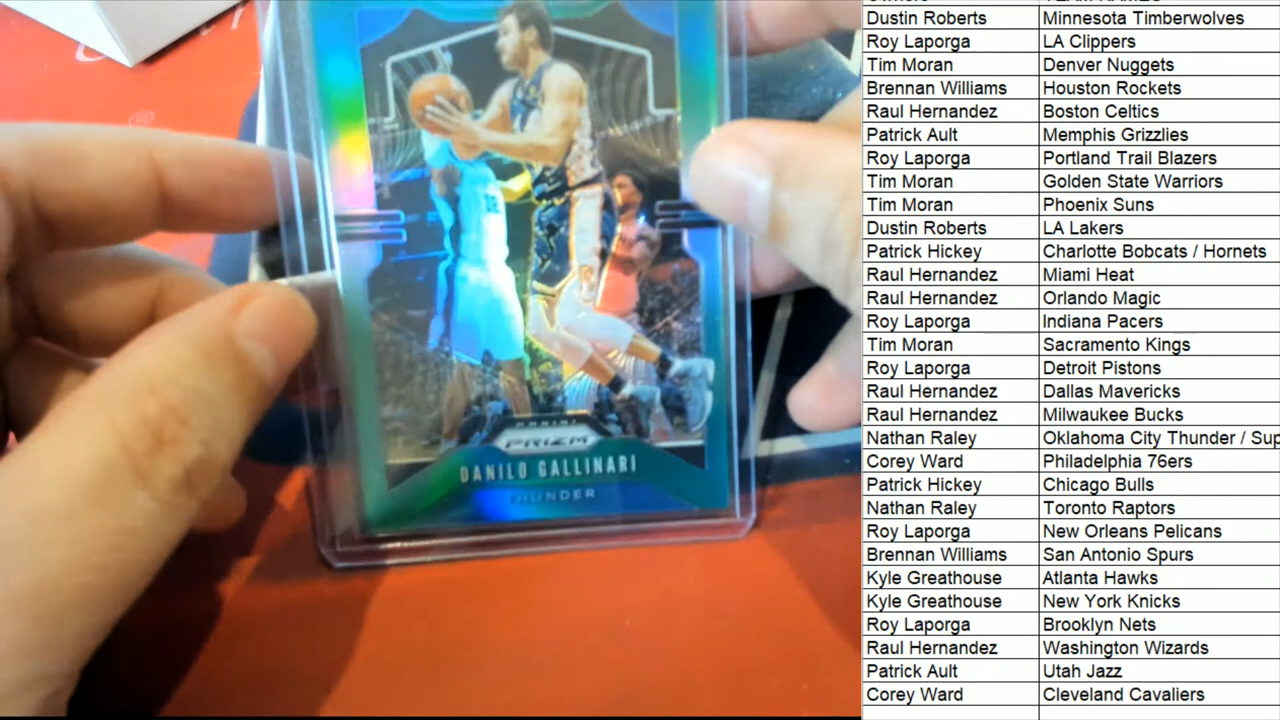 PANINI
PRIZM
DANILO GALLINARI
THUNDER
Dustin Roberts Minnesota Timberwolves
Roy Laporga LA Clippers
Tim Moran Denver Nuggets
Brennan Williams Houston Rockets
Raul Hernandez Boston Celtics
Patrick Ault Memphis Grizzlies
Roy Laporga Portland Trail Blazers
Tim Moran Golden State Warriors
Tim Moran Phoenix Suns
Dustin Roberts LA Lakers
Patrick Hickey Charlotte Bobcats / Hornets
Raul Hernandez Miami Heat
Raul Hernandez Orlando Magic
Roy Laporga Indiana Pacers
Tim Moran Sacramento Kings
Roy Laporga Detroit Pistons
Raul Hernandez Dallas Mavericks
Raul Hernandez Milwaukee Bucks
Nathan Raley Oklahoma City Thunder / Sup
Corey Ward Philadelphia 76ers
Patrick Hickey Chicago Bulls
Nathan Raley Toronto Raptors
Roy Laporga New Orleans Pelicans
Brennan Williams San Antonio Spurs
Kyle Greathouse Atlanta Hawks
Kyle Greathouse New York Knicks
Roy Laporga Brooklyn Nets
Raul Hernandez Washington Wizards
Patrick Ault Utah Jazz
Corey Ward Cleveland Cavaliers